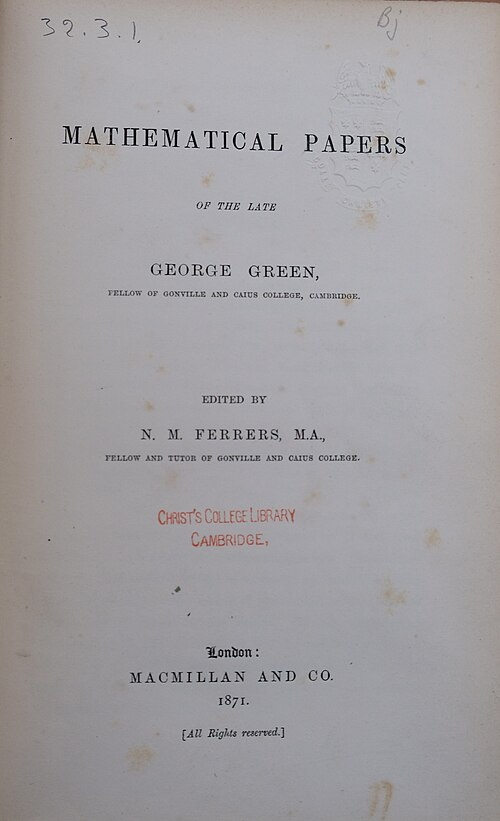 32.3.1.
Bj
MATHEMATICAL PAPERS
OF THE LATE
GEORGE GREEN,
FELLOW OF GONVILLE AND CAIUS COLLEGE, CAMBRIDGE.
EDITED BY
N. M. FERRERS, M.A.,
FELLOW AND TUTOR OF GONVILLE AND CAIUS COLLEGE.
CHRIST'S COLLEGE LIBRARY
CAMBRIDGE,
London:
MACMILLAN AND CO.
1871.
[All Rights reserved.]